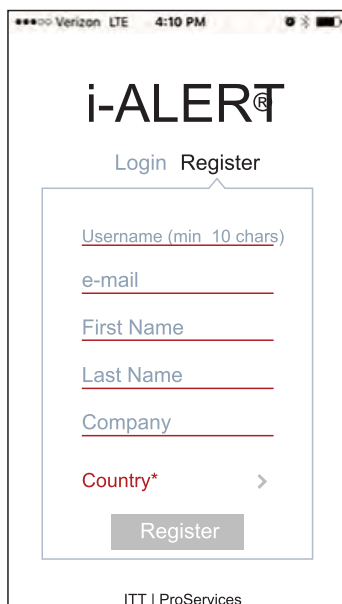 Verizon LTE 4:10 PM
i-ALERT®
Login Register
Username (min 10 chars)
e-mail
First Name
Last Name
Company
Country*
Register
ITT | ProServices